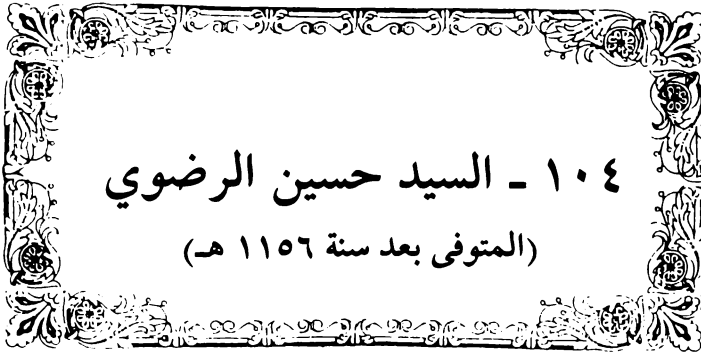 ١٠٤ ـ السيد حسين الرضوي
(المتوفى بعد سنة ١١٥٦ هـ)